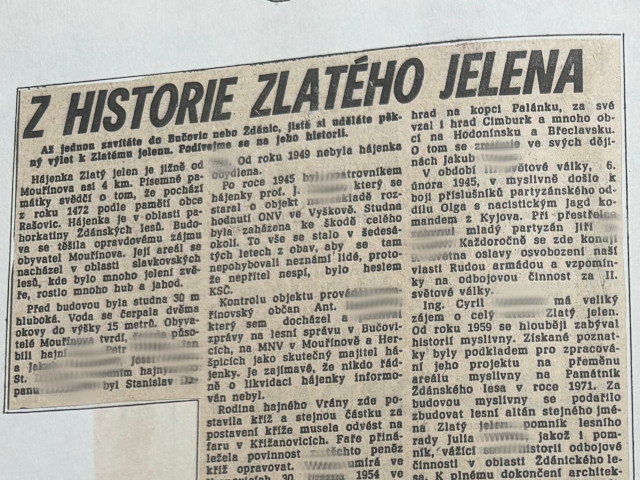 Z HISTORIE ZLATÉHO JELENA
Až jednou zavítáte do Bučovic nebo Ždánic, jistě si uděláte pěk-
ný výlet k Zlatému jelenu. Podívejme se na jeho historii.
Hájenka Zlatý jelen je jižně od
Mouřínova asi 4 km. Písemné pa-
mátky svědčí o tom, že pochází
z roku 1472 podle pamětí obce
Rašovic. Hájenka je v oblasti pa-
horkatiny Ždánských lesů. Budo-
va se těšila opravdovému zájmu
obyvatel Mouřínova. Její areál se
nacházel v oblasti slavkovských
lesů, kde bylo mnoho jelení zvě-
ře, rostlo mnoho hub a jahod.
Před budovou byla studna 30 m
hluboká. Voda se čerpala dvěma
okovy do výšky 15 metrů. Obyva-
telé Mouřínova tvrdí, půso-
bili hajní Petr
a
St. hajný
byl Stanislav
Od roku 1949 nebyla hájenka
obydlena.
Po roce 1945 patrovníkem
hájenky prof. J. který se
stará o objekt roz-
hodnutí ONV ve Vyškově. Studna
byla zaházena ke škodě celého
okolí. To vše se stalo v šedesá-
tých letech z obav, aby se tam
nepohybovali neznámí lidé, proto-
že nepřítel nespí, bylo heslem
KSČ.
Kontrolu objektu
řínovský občan Ant.
který sem docházel a
zprávy na lesní správu v Bučovi-
cích, na MNV v Mouřínově a Her-
špicích jako skutečný majitel há-
jenky. Je zajímavé, že nikdo řád-
ně o likvidaci hájenky informo-
ván nebyl.
Rodina hajného Vrány zde po-
stavila kříž a stejnou částku za
postavení kříže musela odvést na
faru v Křižanovicích. Faře přiná-
ležela povinnost z těchto peněz
kříž opravovat. umírá ve
30. 1954 ve
hrad na kopci Palánku, za své
vzal i hrad Cimburk a mnoho ob-
cí na Hodonínsku a Břeclavsku.
O tom se ve svých ději-
nách Jakub
V období II. světové války, 6.
února 1945, v myslivně došlo k
boji příslušníků partyzánského od-
dílu Olga s nacistickým Jagd ko-
mandem z Kyjova. Při přestřelce
mladý partyzán Jiří
Každoročně se zde konají
oslavy osvobození naší
vlasti Rudou armádou a vzpomín-
ky na odbojovou činnost za II.
světové války.
Ing. Cyril má veliký
zájem o celý Zlatý jelen.
Od roku 1959 se hlouběji zabýval
historií myslivny. Získané poznat-
ky byly podkladem pro zpracová-
ní jeho projektu na přeměnu
areálu myslivny na Památník
Ždánského lesa v roce 1971. Za
budovou myslivny se podařilo
zbudovat lesní altán stejného jmé-
na Zlatý jelen, pomník lesního
rady Julia jakož i pom-
ník, vážící historii odbojové
činnosti v oblasti Ždánického le-
sa. K plnému dokončení architek-